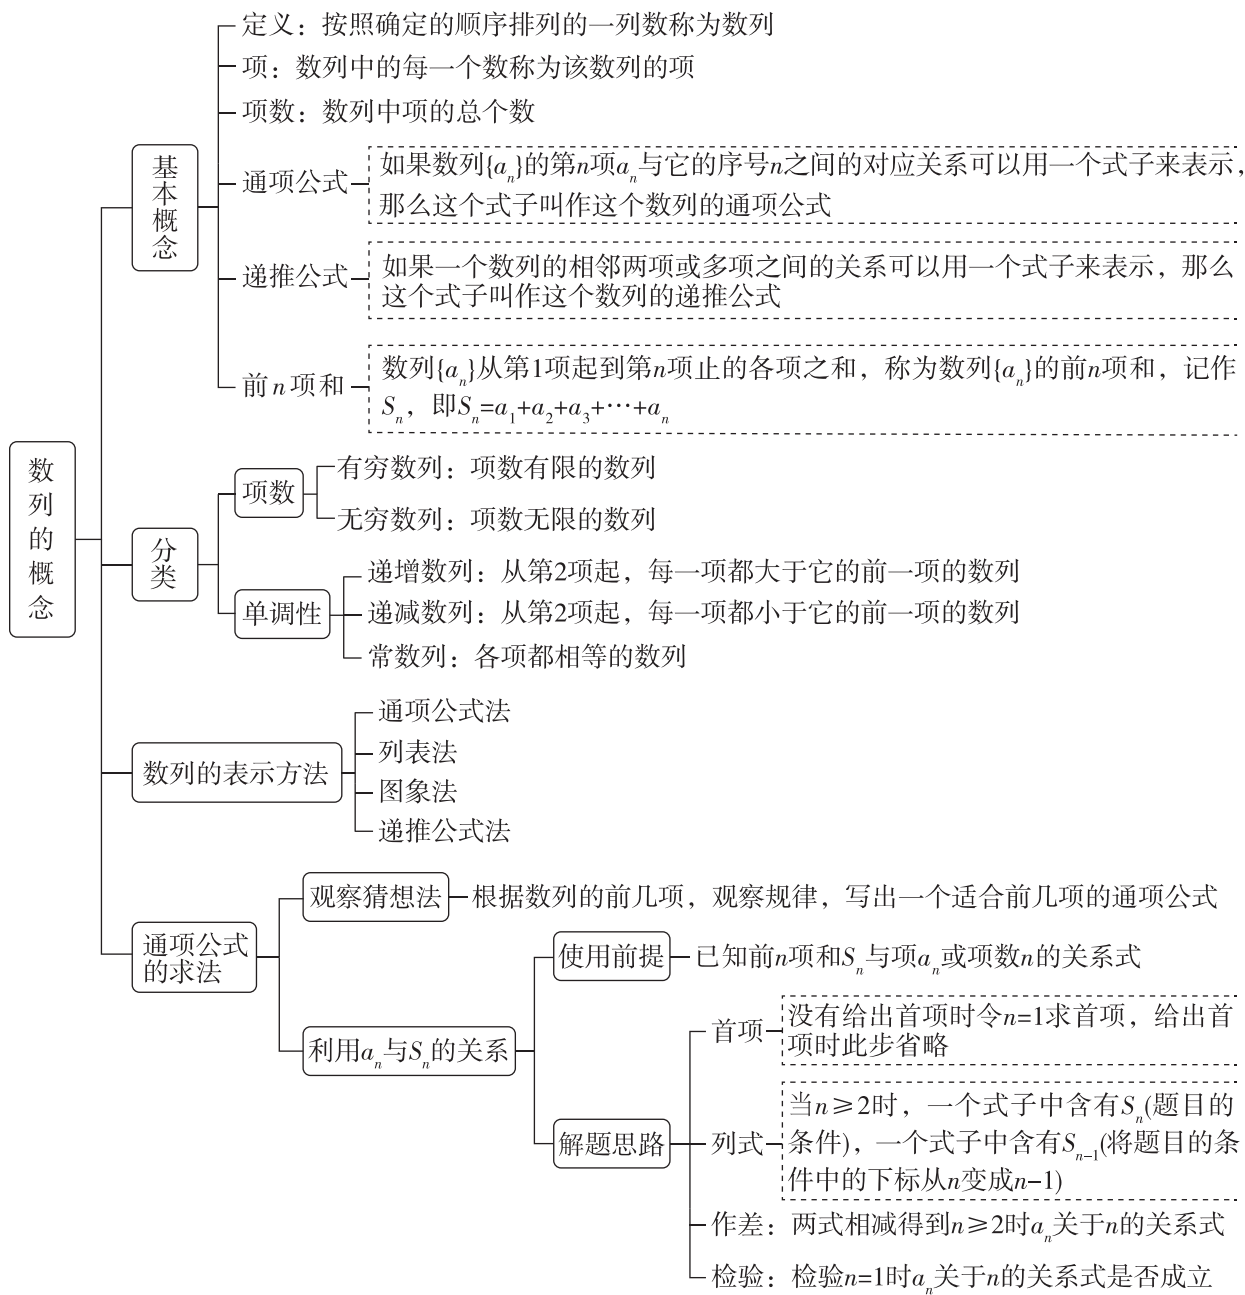 数列的概念
基本概念
定义：按照确定的顺序排列的一列数称为数列
项：数列中的每一个数称为该数列的项
项数：数列中项的总个数
通项公式
如果数列{aₙ}的第n项aₙ与它的序号n之间的对应关系可以用一个式子来表示，
那么这个式子叫作这个数列的通项公式
递推公式
如果一个数列的相邻两项或多项之间的关系可以用一个式子来表示，那么
这个式子叫作这个数列的递推公式
前n项和
数列{aₙ}从第1项起到第n项止的各项之和，称为数列{aₙ}的前n项和，记作
Sₙ，即Sₙ=a₁+a₂+a₃+⋯+aₙ
分类
项数
有穷数列：项数有限的数列
无穷数列：项数无限的数列
单调性
递增数列：从第2项起，每一项都大于它的前一项的数列
递减数列：从第2项起，每一项都小于它的前一项的数列
常数列：各项都相等的数列
数列的表示方法
通项公式法
列表法
图象法
递推公式法
通项公式
的求法
观察猜想法
根据数列的前几项，观察规律，写出一个适合前几项的通项公式
利用aₙ与Sₙ的关系
使用前提
已知前n项和Sₙ与项aₙ或项数n的关系式
解题思路
首项
没有给出首项时令n=1求首项，给出首
项时此步省略
列式
当n≥2时，一个式子中含有Sₙ(题目的
条件)，一个式子中含有Sₙ₋₁(将题目的条
件中的下标从n变成n-1)
作差：两式相减得到n≥2时aₙ关于n的关系式
检验：检验n=1时aₙ关于n的关系式是否成立